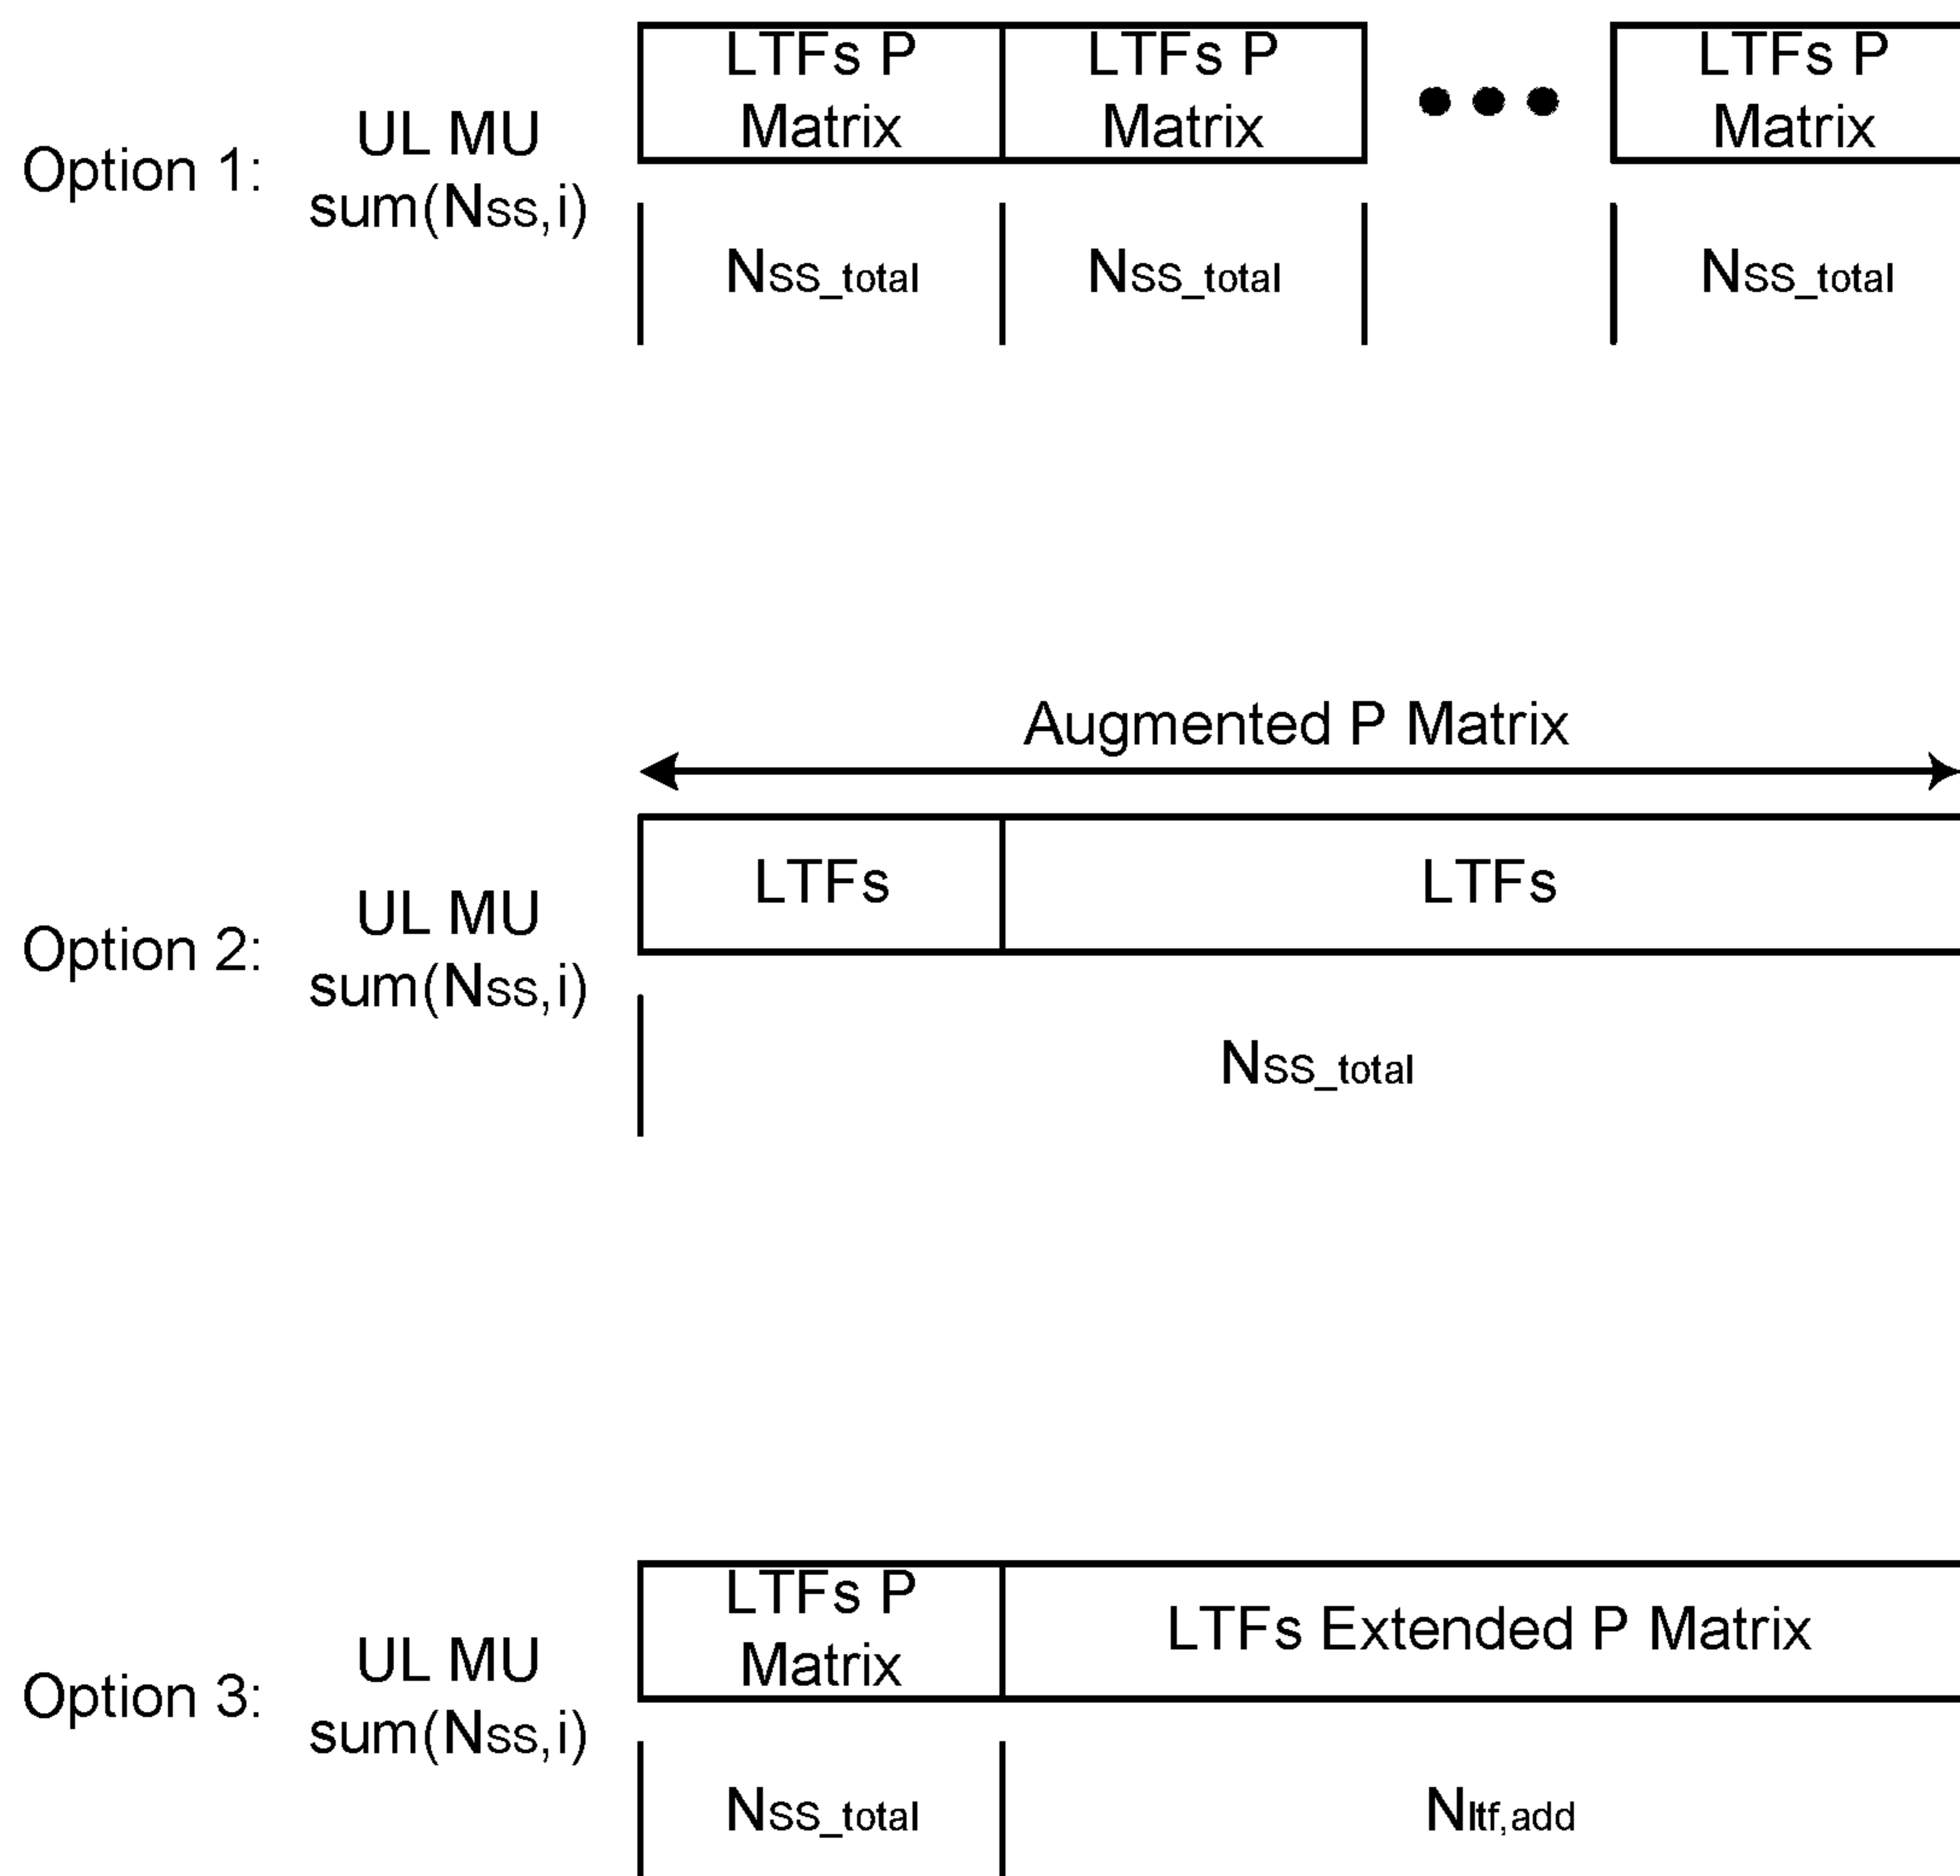 Option 1:
UL MU
sum(Nss,i)
LTFs P
Matrix
LTFs P
Matrix
LTFs P
Matrix
Nss_total
Nss_total
Nss_total
Augmented P Matrix
Option 2:
UL MU
sum(Nss,i)
LTFs
LTFs
Nss_total
Option 3:
UL MU
sum(Nss,i)
LTFs P
Matrix
LTFs Extended P Matrix
Nss_total
Nltf,add